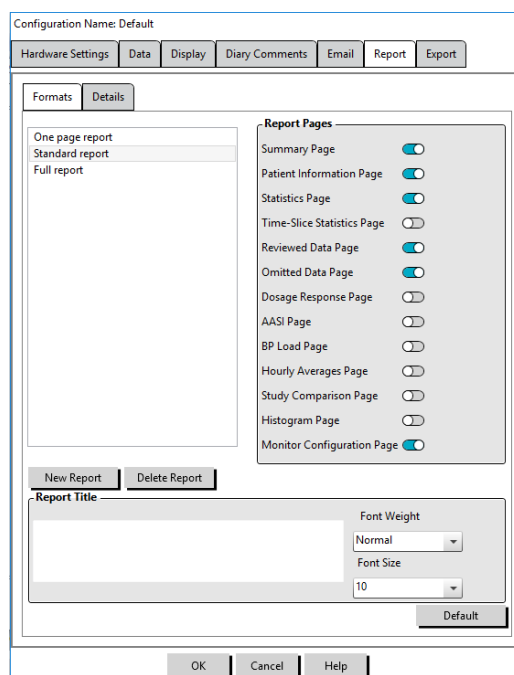 Configuration Name: Default
Hardware Settings Data Display Diary Comments Email Report Export
Formats Details
One page report
Standard report
Full report
Report Pages
Summary Page
Patient Information Page
Statistics Page
Time-Slice Statistics Page
Reviewed Data Page
Omitted Data Page
Dosage Response Page
AASI Page
BP Load Page
Hourly Averages Page
Study Comparison Page
Histogram Page
Monitor Configuration Page
New Report Delete Report
Report Title
Font Weight
Normal
Font Size
10
Default
OK Cancel Help